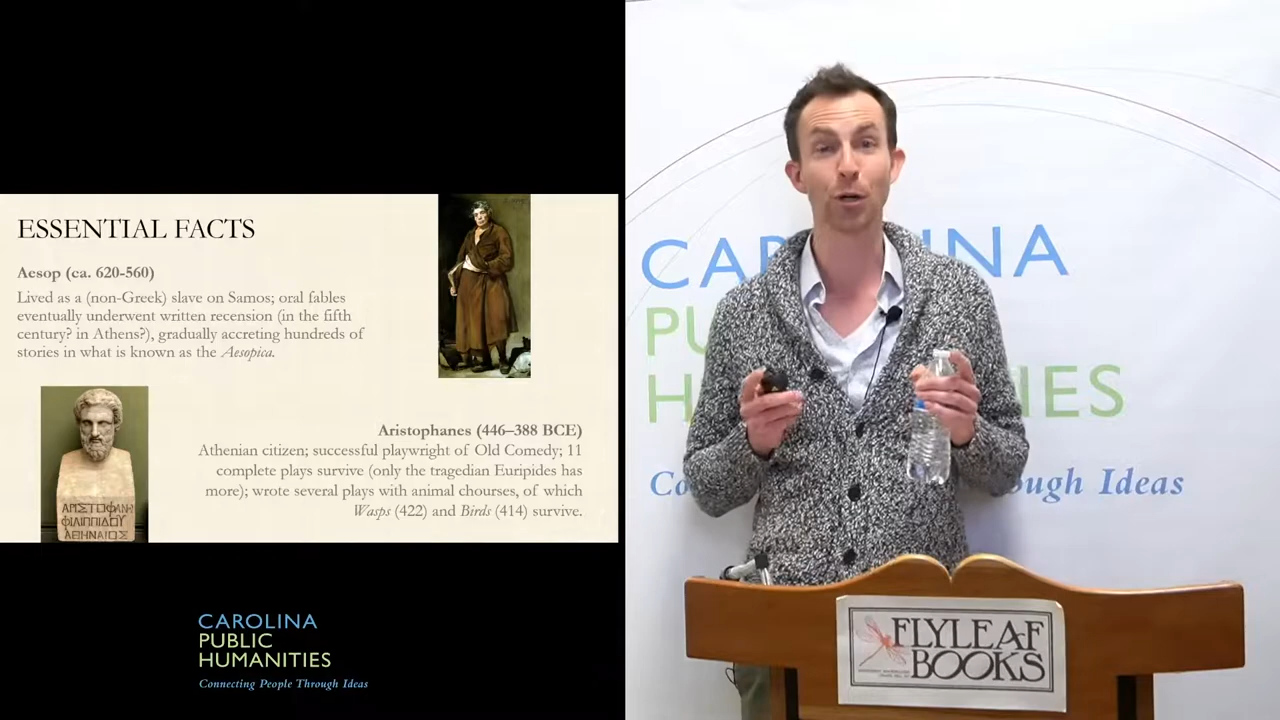 ESSENTIAL FACTS
Aesop (ca. 620-560)
Lived as a (non-Greek) slave on Samos; oral fables
eventually underwent written recension (in the fifth
century? in Athens?), gradually accreting hundreds of
stories in what is known as the Aesopica.
Aristophanes (446–388 BCE)
Athenian citizen; successful playwright of Old Comedy; 11
complete plays survive (only the tragedian Euripides has
more); wrote several plays with animal chourses, of which
Wasps (422) and Birds (414) survive.
ΑΡΙΣΤΟΦΑΝΗ
ΦΙΛΙΠΠΙΔΟΥ
ΑΘΗΝΑΙΟΣ
CAROLINA
PUBLIC
HUMANITIES
Connecting People Through Ideas
CA INA
PU
H IES
Co ough Ideas
FLYLEAF
BOOKS